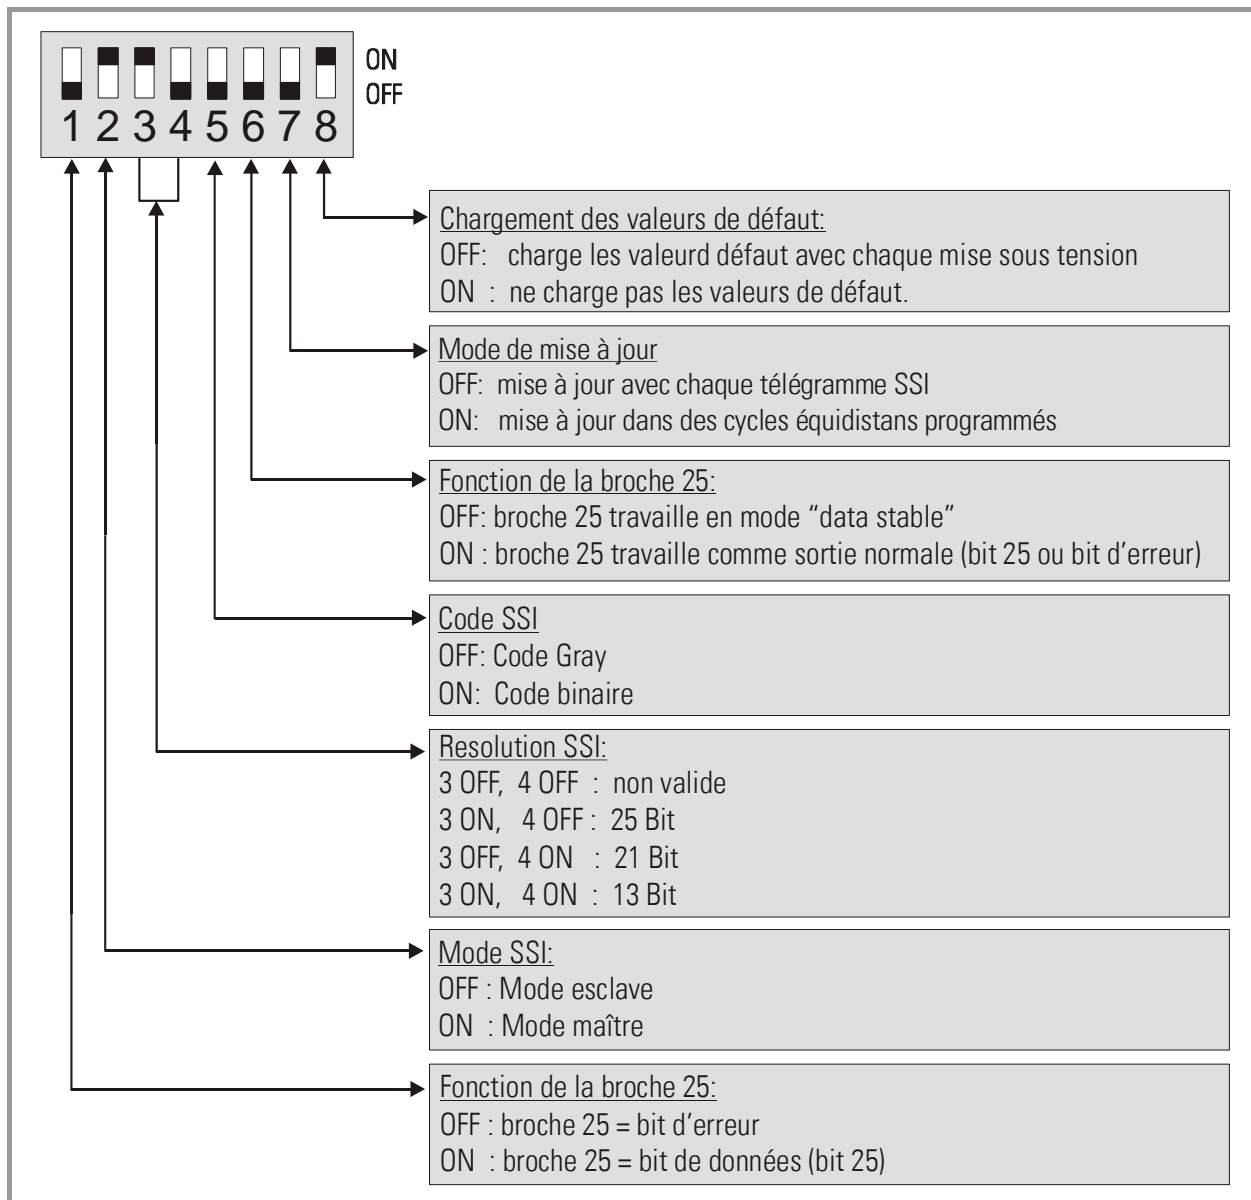 ON
OFF
1 2 3 4 5 6 7 8
Chargement des valeurs de défaut:
OFF: charge les valeurd défaut avec chaque mise sous tension
ON : ne charge pas les valeurs de défaut.
Mode de mise à jour
OFF: mise à jour avec chaque télégramme SSI
ON: mise à jour dans des cycles équidistans programmés
Fonction de la broche 25:
OFF: broche 25 travaille en mode “data stable”
ON : broche 25 travaille comme sortie normale (bit 25 ou bit d’erreur)
Code SSI
OFF: Code Gray
ON: Code binaire
Resolution SSI:
3 OFF, 4 OFF : non valide
3 ON, 4 OFF : 25 Bit
3 OFF, 4 ON : 21 Bit
3 ON, 4 ON : 13 Bit
Mode SSI:
OFF : Mode esclave
ON : Mode maître
Fonction de la broche 25:
OFF : broche 25 = bit d’erreur
ON : broche 25 = bit de données (bit 25)